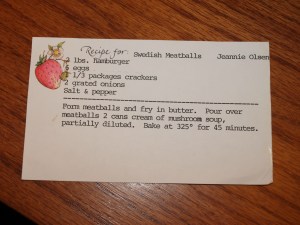 Recipe for: Swedish Meatballs Jeannie Olsen
lbs. hamburger
eggs
1/3 packages crackers
2 grated onions
Salt & pepper
Form meatballs and fry in butter. Pour over
meatballs 2 cans cream of mushroom soup,
partially diluted. Bake at 325° for 45 minutes.